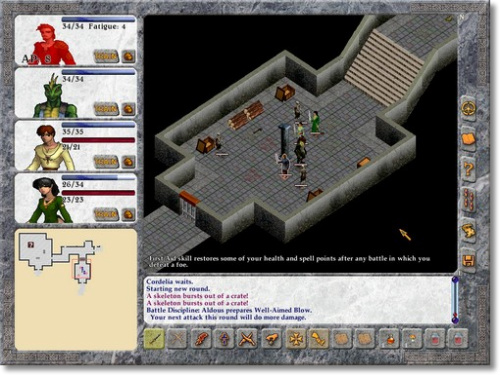 34/34 Fatigue: 4
AP: 8
34/34
35/35
21/21
26/34
23/23
First Aid skill restores some of your health and spell points after any battle in which you
defeat a foe.
Cordelia waits.
Starting new round.
A skeleton bursts out of a crate!
A skeleton bursts out of a crate!
Battle Discipline: Aldous prepares Well-Aimed Blow.
Your next attack this round will do more damage.